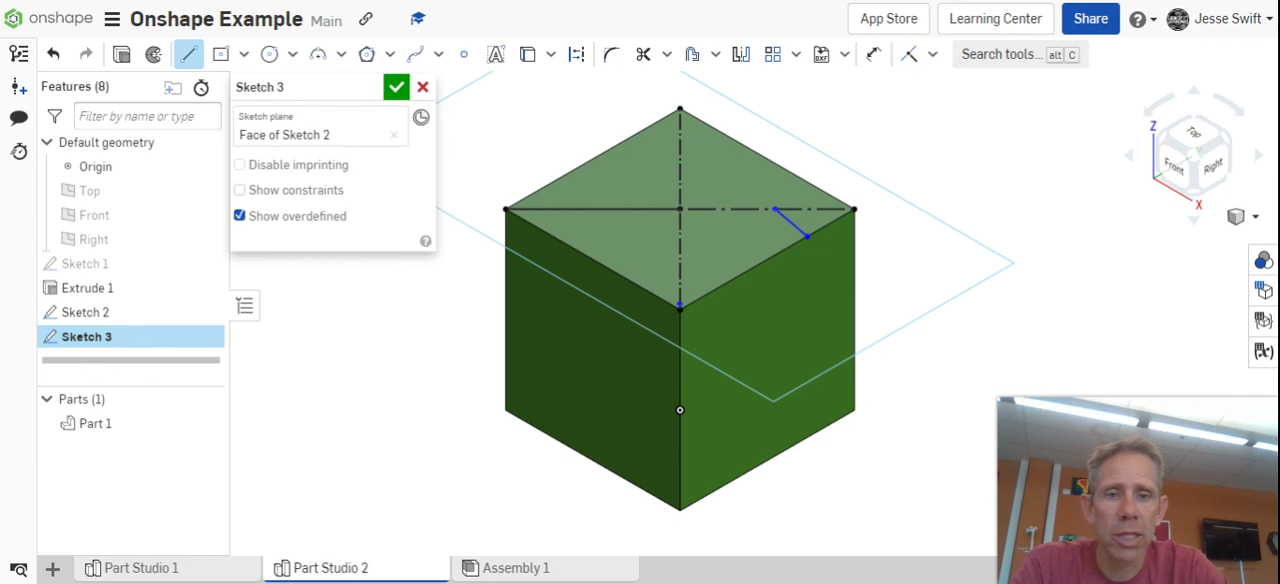 onshape
Onshape Example Main
App Store
Learning Center
Share
Jesse Swift
Search tools... alt C
Features (8)
Filter by name or type
Default geometry
Origin
Top
Front
Right
Sketch 1
Extrude 1
Sketch 2
Sketch 3
Parts (1)
Part 1
Sketch 3
Sketch plane
Face of Sketch 2
Disable imprinting
Show constraints
Show overdefined
Z
Top
Front
Right
X
Part Studio 1
Part Studio 2
Assembly 1